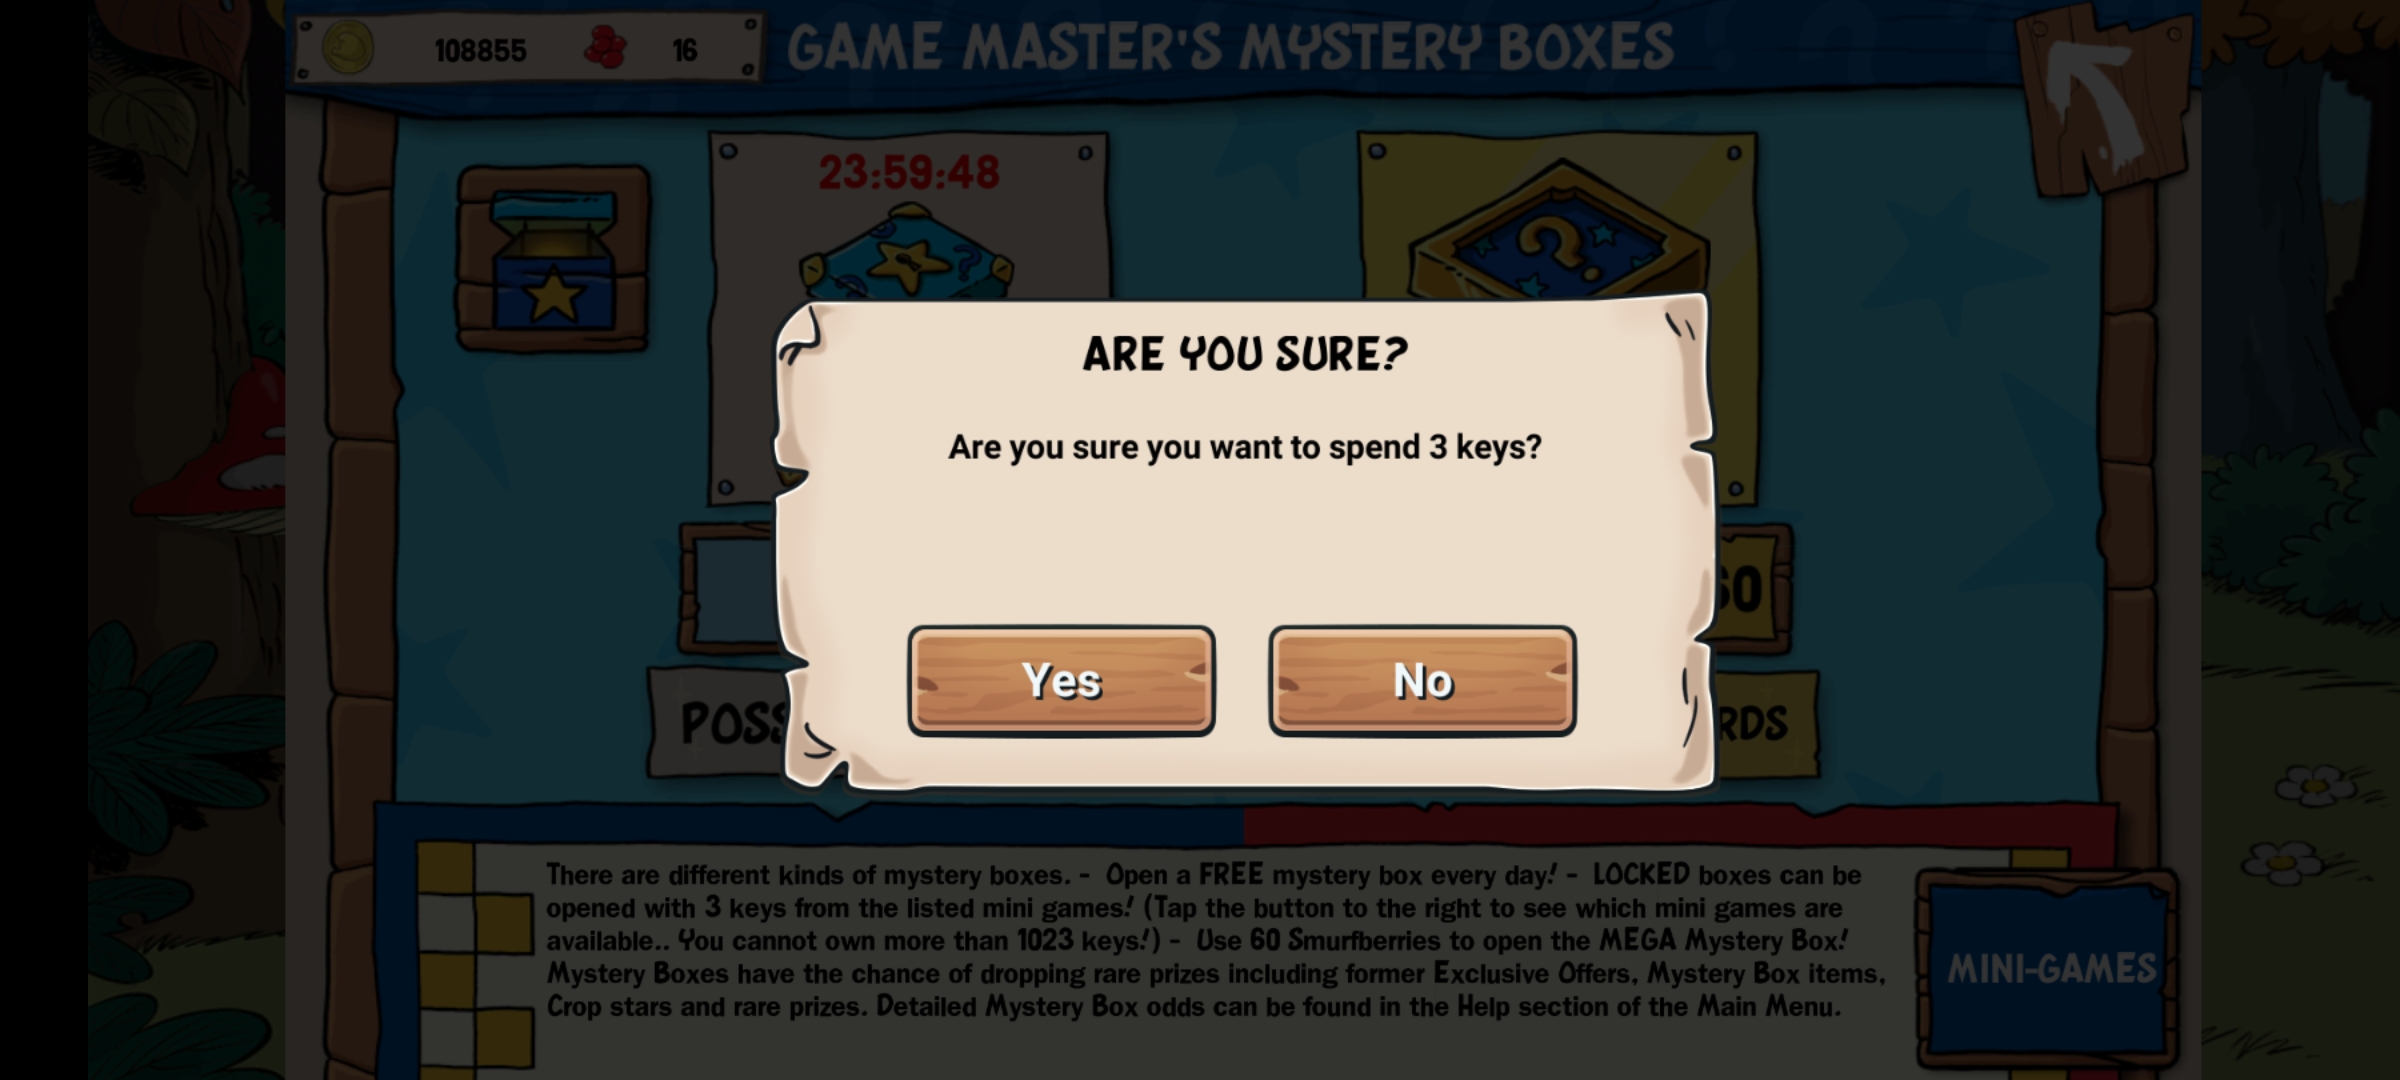 108855
16
GAME MASTER'S MYSTERY BOXES
23:59:48
ARE YOU SURE?
Are you sure you want to spend 3 keys?
Yes
No
There are different kinds of mystery boxes. - Open a FREE mystery box every day! - LOCKED boxes can be
opened with 3 keys from the listed mini games! (Tap the button to the right to see which mini games are
available.. You cannot own more than 1023 keys!) - Use 60 Smurfberries to open the MEGA Mystery Box!
Mystery Boxes have the chance of dropping rare prizes including former Exclusive Offers, Mystery Box items,
Crop stars and rare prizes. Detailed Mystery Box odds can be found in the Help section of the Main Menu.
MINI-GAMES